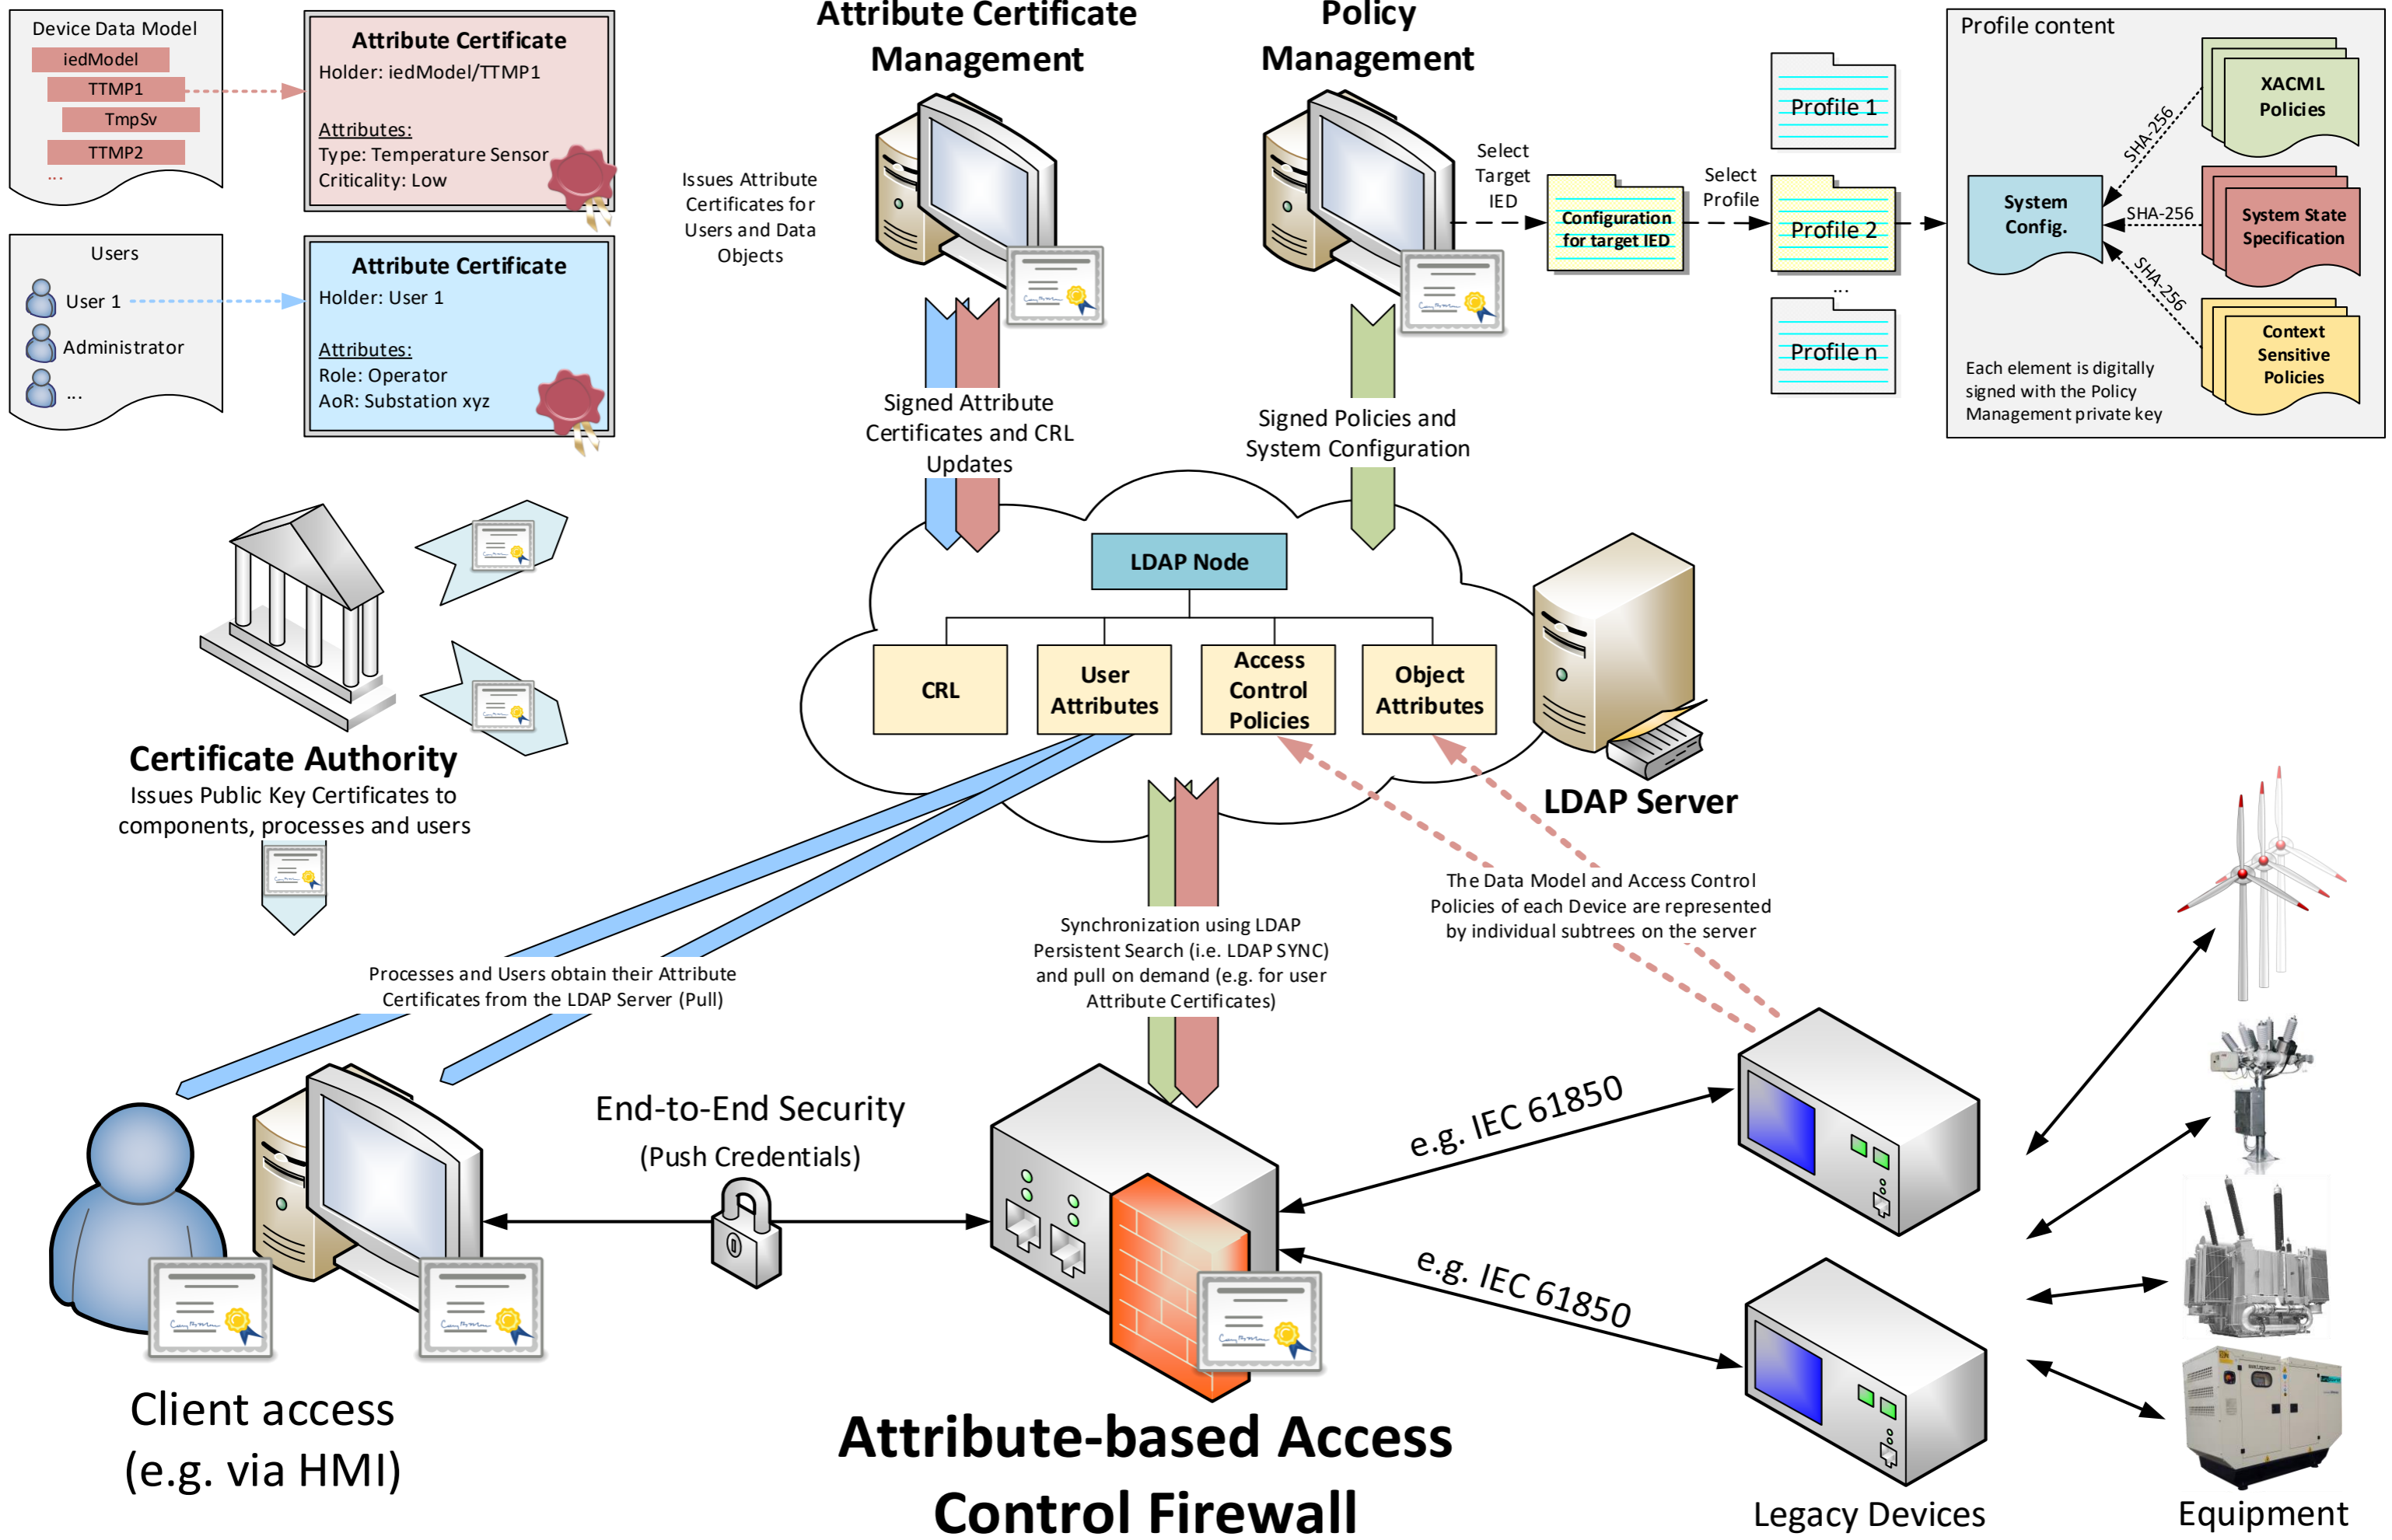 Device Data Model
iedModel
TTMP1
TmpSv
TTMP2
...
Attribute Certificate
Holder: iedModel/TTMP1
Attributes:
Type: Temperature Sensor
Criticality: Low
Users
User 1
Administrator
...
Attribute Certificate
Holder: User 1
Attributes:
Role: Operator
AoR: Substation xyz
Attribute Certificate
Management
Issues Attribute
Certificates for
Users and Data
Objects
Policy
Management
Select
Target
IED
Configuration
for target IED
Select
Profile
Profile 1
Profile 2
...
Profile n
Profile content
XACML
Policies
SHA-256
System
Config.
SHA-256
System State
Specification
SHA-256
Context
Sensitive
Policies
Each element is digitally
signed with the Policy
Management private key
Signed Attribute
Certificates and CRL
Updates
Signed Policies and
System Configuration
Certificate Authority
Issues Public Key Certificates to
components, processes and users
LDAP Node
CRL
User
Attributes
Access
Control
Policies
Object
Attributes
LDAP Server
The Data Model and Access Control
Policies of each Device are represented
by individual subtrees on the server
Synchronization using LDAP
Persistent Search (i.e. LDAP SYNC)
and pull on demand (e.g. for user
Attribute Certificates)
Processes and Users obtain their Attribute
Certificates from the LDAP Server (Pull)
End-to-End Security
(Push Credentials)
e.g. IEC 61850
e.g. IEC 61850
Client access
(e.g. via HMI)
Attribute-based Access
Control Firewall
Legacy Devices
Equipment